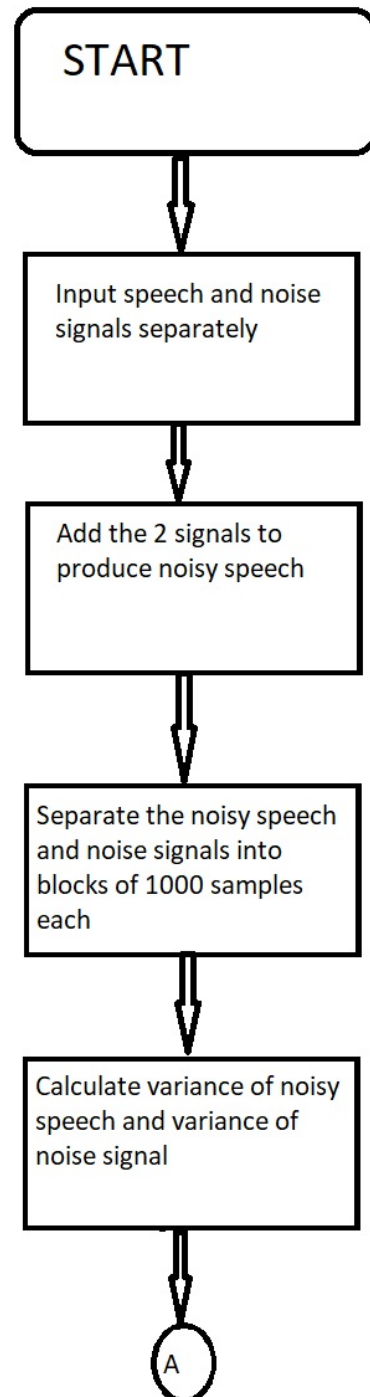 START
Input speech and noise
signals separately
Add the 2 signals to
produce noisy speech
Separate the noisy speech
and noise signals into
blocks of 1000 samples
each
Calculate variance of noisy
speech and variance of
noise signal
A